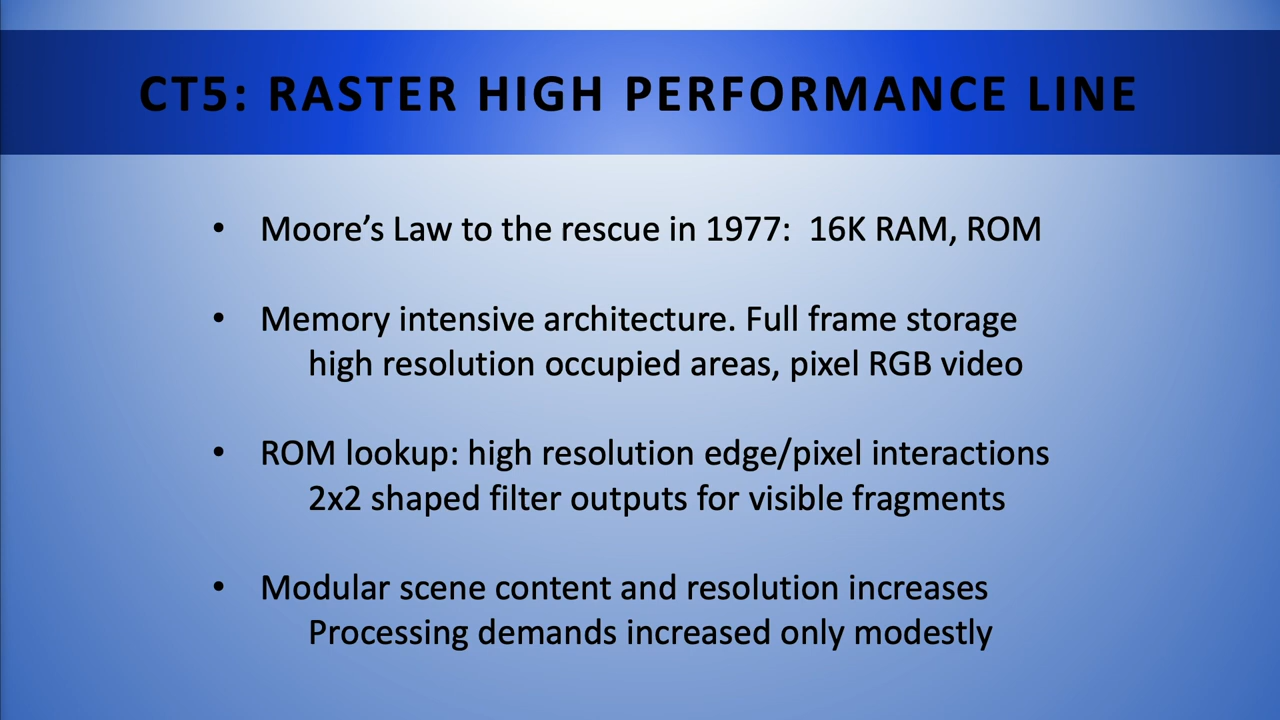 CT5: RASTER HIGH PERFORMANCE LINE
• Moore’s Law to the rescue in 1977:  16K RAM, ROM
• Memory intensive architecture. Full frame storage
high resolution occupied areas, pixel RGB video
• ROM lookup: high resolution edge/pixel interactions
2x2 shaped filter outputs for visible fragments
• Modular scene content and resolution increases
Processing demands increased only modestly